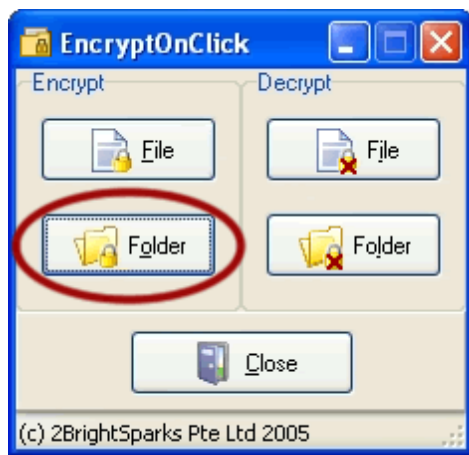 EncryptOnClick
Encrypt Decrypt
File File
Folder Folder
Close
(c) 2BrightSparks Pte Ltd 2005